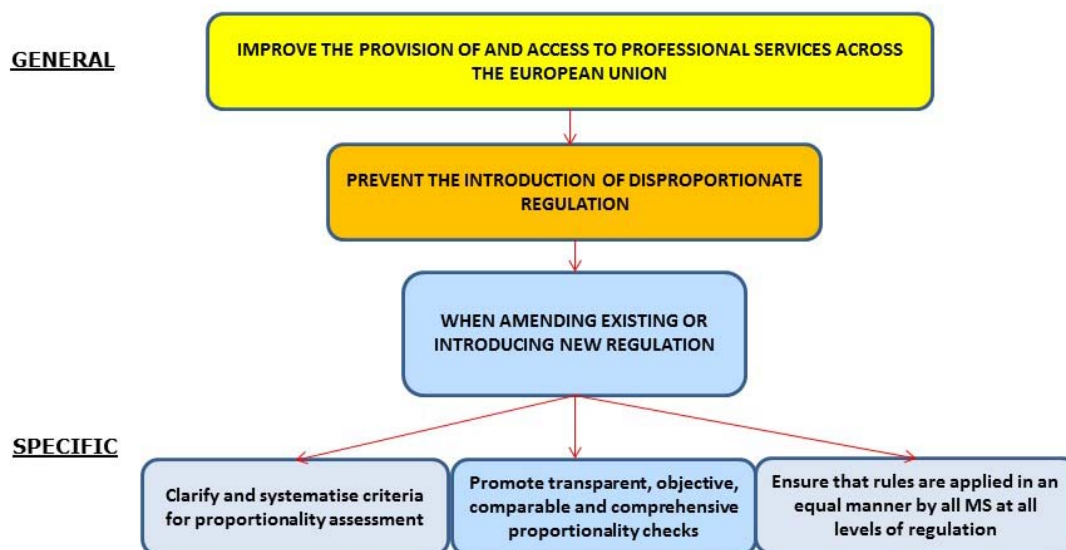 GENERAL
IMPROVE THE PROVISION OF AND ACCESS TO PROFESSIONAL SERVICES ACROSS
THE EUROPEAN UNION
PREVENT THE INTRODUCTION OF DISPROPORTIONATE
REGULATION
WHEN AMENDING EXISTING OR
INTRODUCING NEW REGULATION
SPECIFIC
Clarify and systematise criteria
for proportionality assessment
Promote transparent, objective,
comparable and comprehensive
proportionality checks
Ensure that rules are applied in an
equal manner by all MS at all
levels of regulation